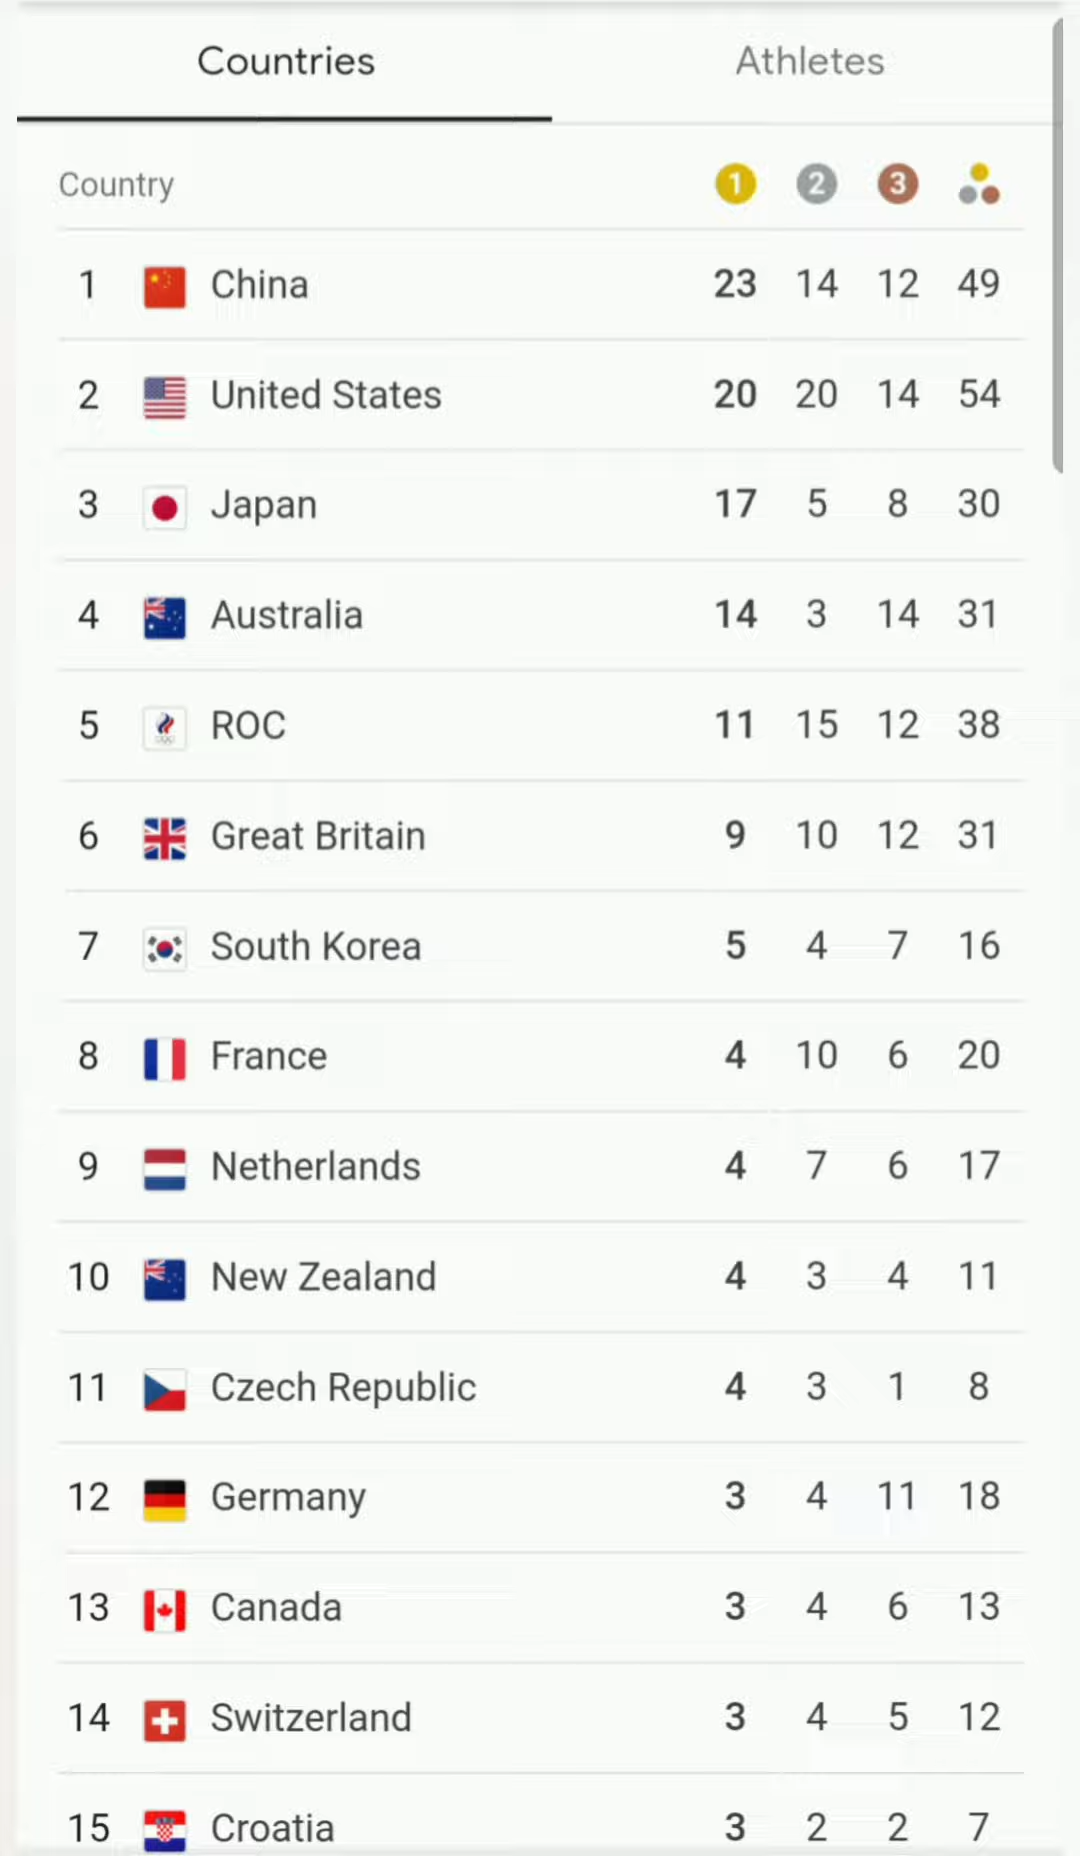 Countries Athletes
Country 1 2 3
1 China 23 14 12 49
2 United States 20 20 14 54
3 Japan 17 5 8 30
4 Australia 14 3 14 31
5 ROC 11 15 12 38
6 Great Britain 9 10 12 31
7 South Korea 5 4 7 16
8 France 4 10 6 20
9 Netherlands 4 7 6 17
10 New Zealand 4 3 4 11
11 Czech Republic 4 3 1 8
12 Germany 3 4 11 18
13 Canada 3 4 6 13
14 Switzerland 3 4 5 12
15 Croatia 3 2 2 7